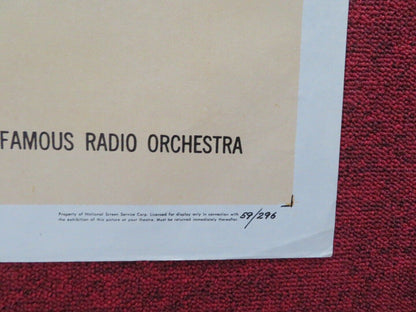 FAMOUS RADIO ORCHESTRA
Property of National Screen Service Corp. Licensed for display only in connection with
the exhibition of this picture at your theatre. Must be returned immediately thereafter.
59/296